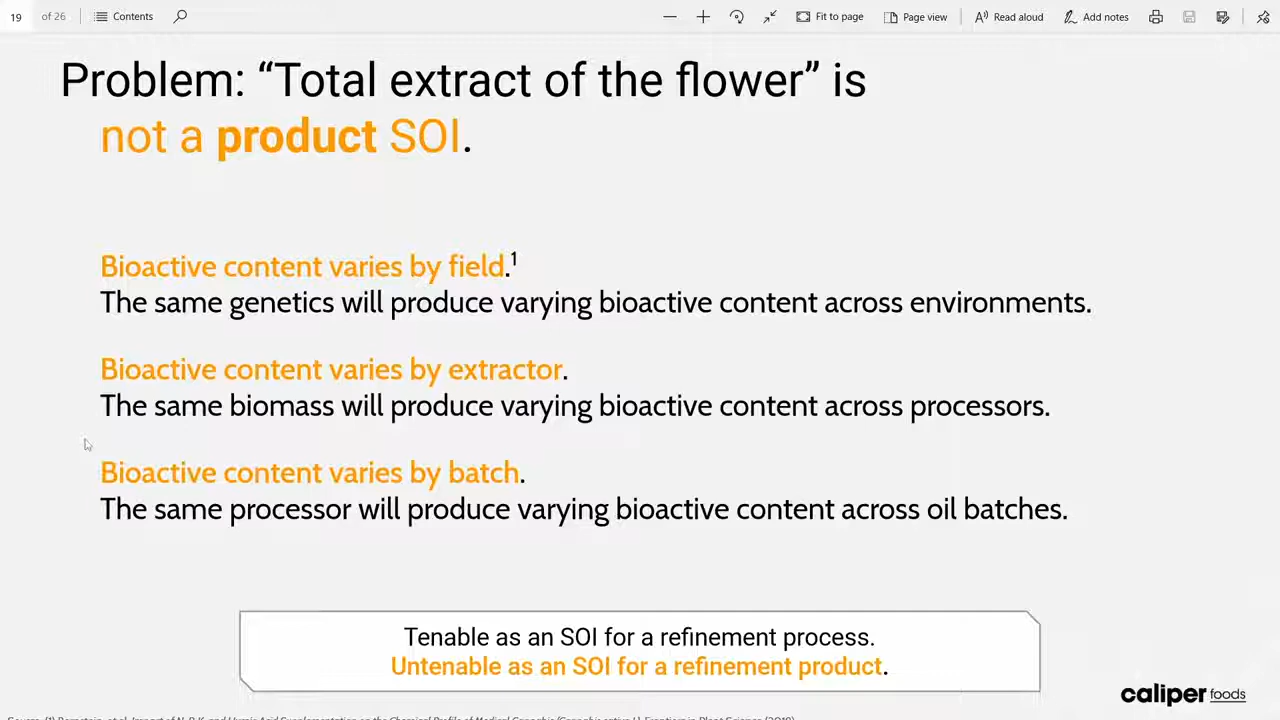 19 of 26 Contents Fit to page Page view Read aloud Add notes
Problem: “Total extract of the flower” is
not a product SOI.
Bioactive content varies by field.1
The same genetics will produce varying bioactive content across environments.
Bioactive content varies by extractor.
The same biomass will produce varying bioactive content across processors.
Bioactive content varies by batch.
The same processor will produce varying bioactive content across oil batches.
Tenable as an SOI for a refinement process.
Untenable as an SOI for a refinement product.
caliper foods